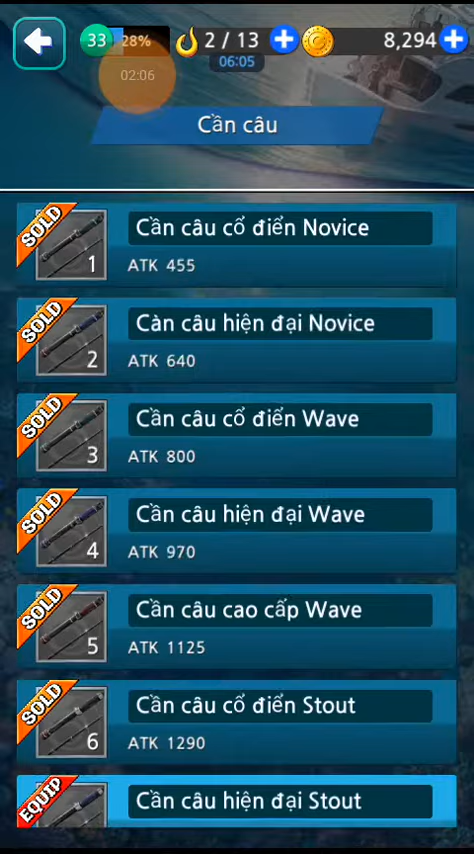 33
28%
2 / 13
8,294
06:05
02:06
Cần câu
SOLD
Cần câu cổ điển Novice
1
ATK 455
SOLD
Càn câu hiện đại Novice
2
ATK 640
SOLD
Cần câu cổ điển Wave
3
ATK 800
SOLD
Cần câu hiện đại Wave
4
ATK 970
SOLD
Cần câu cao cấp Wave
5
ATK 1125
SOLD
Cần câu cổ điển Stout
6
ATK 1290
EQUIP
Cần câu hiện đại Stout